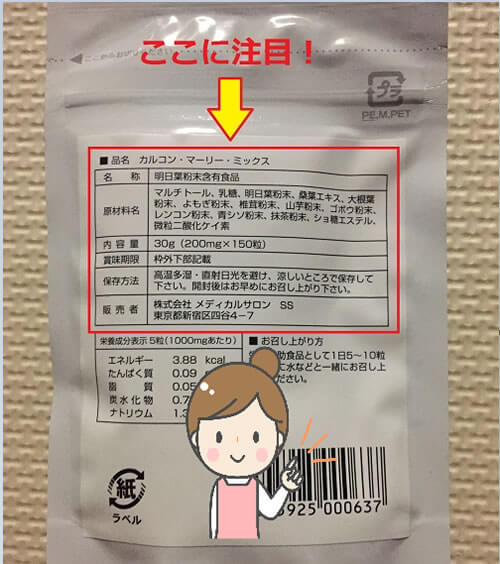 ここに注目！
◀ここからお
プラ
PE,M,PET
■ 品名 カルコン・マーリー・ミックス
名 称 明日葉粉末含有食品
原材料名 マルチトール、乳糖、明日葉粉末、桑葉エキス、大根葉
粉末、よもぎ粉末、椎茸粉末、山芋粉末、ゴボウ粉末、
レンコン粉末、青シソ粉末、抹茶粉末、ショ糖エステル、
微粒二酸化ケイ素
内 容 量 30g (200mg×150粒)
賞味期限 枠外下部記載
保存方法 高温多湿・直射日光を避け、涼しいところで保存して
下さい。開封後はお早めにお召し上がり下さい。
販 売 者 株式会社 メディカルサロン SS
東京都新宿区四谷4−7
栄養成分表示 5粒(1000mgあたり)
エネルギー 3.88 kcal
たんぱく質 0.09
脂 質 0.05
炭水化物 0.7
ナトリウム 1.3
■ お召し上がり方
助食品として1日5〜10粒
に水などと一緒にお召し上
ださい。
紙
ラベル
3925 000637